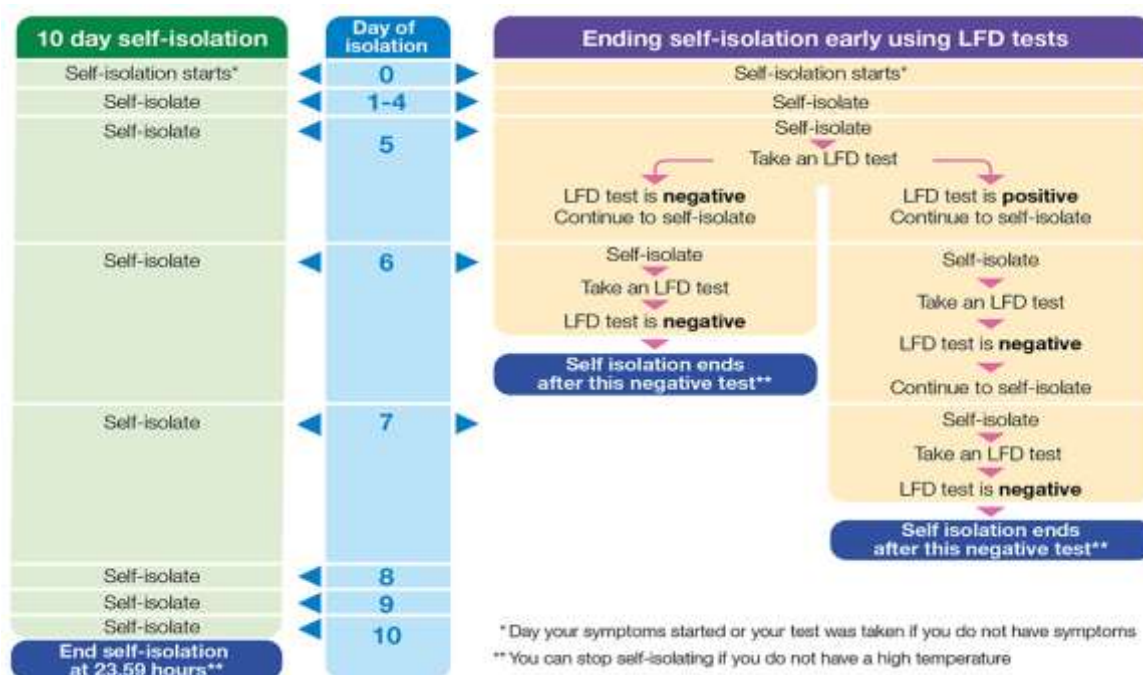 10 day self-isolation
Day of
isolation
Ending self-isolation early using LFD tests
Self-isolation starts*
0
Self-isolation starts*
Self-isolate
1-4
Self-isolate
Self-isolate
5
Self-isolate
Take an LFD test
LFD test is negative
Continue to self-isolate
LFD test is positive
Continue to self-isolate
Self-isolate
6
Self-isolate
Take an LFD test
LFD test is negative
Self isolation ends
after this negative test**
Self-isolate
Take an LFD test
LFD test is negative
Continue to self-isolate
Self-isolate
7
Self-isolate
Take an LFD test
LFD test is negative
Self isolation ends
after this negative test**
Self-isolate
8
Self-isolate
9
Self-isolate
10
End self-isolation
at 23.59 hours**
* Day your symptoms started or your test was taken if you do not have symptoms
** You can stop self-isolating if you do not have a high temperature